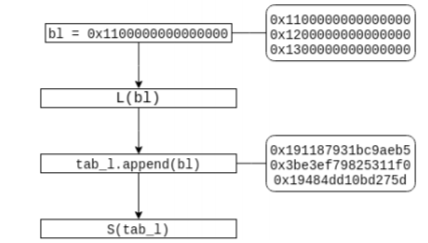 bl = 0x1100000000000000
0x1100000000000000
0x1200000000000000
0x1300000000000000
L(bl)
tab_l.append(bl)
0x191187931bc9aeb5
0x3be3ef79825311f0
0x19484dd10bd275d
S(tab_l)